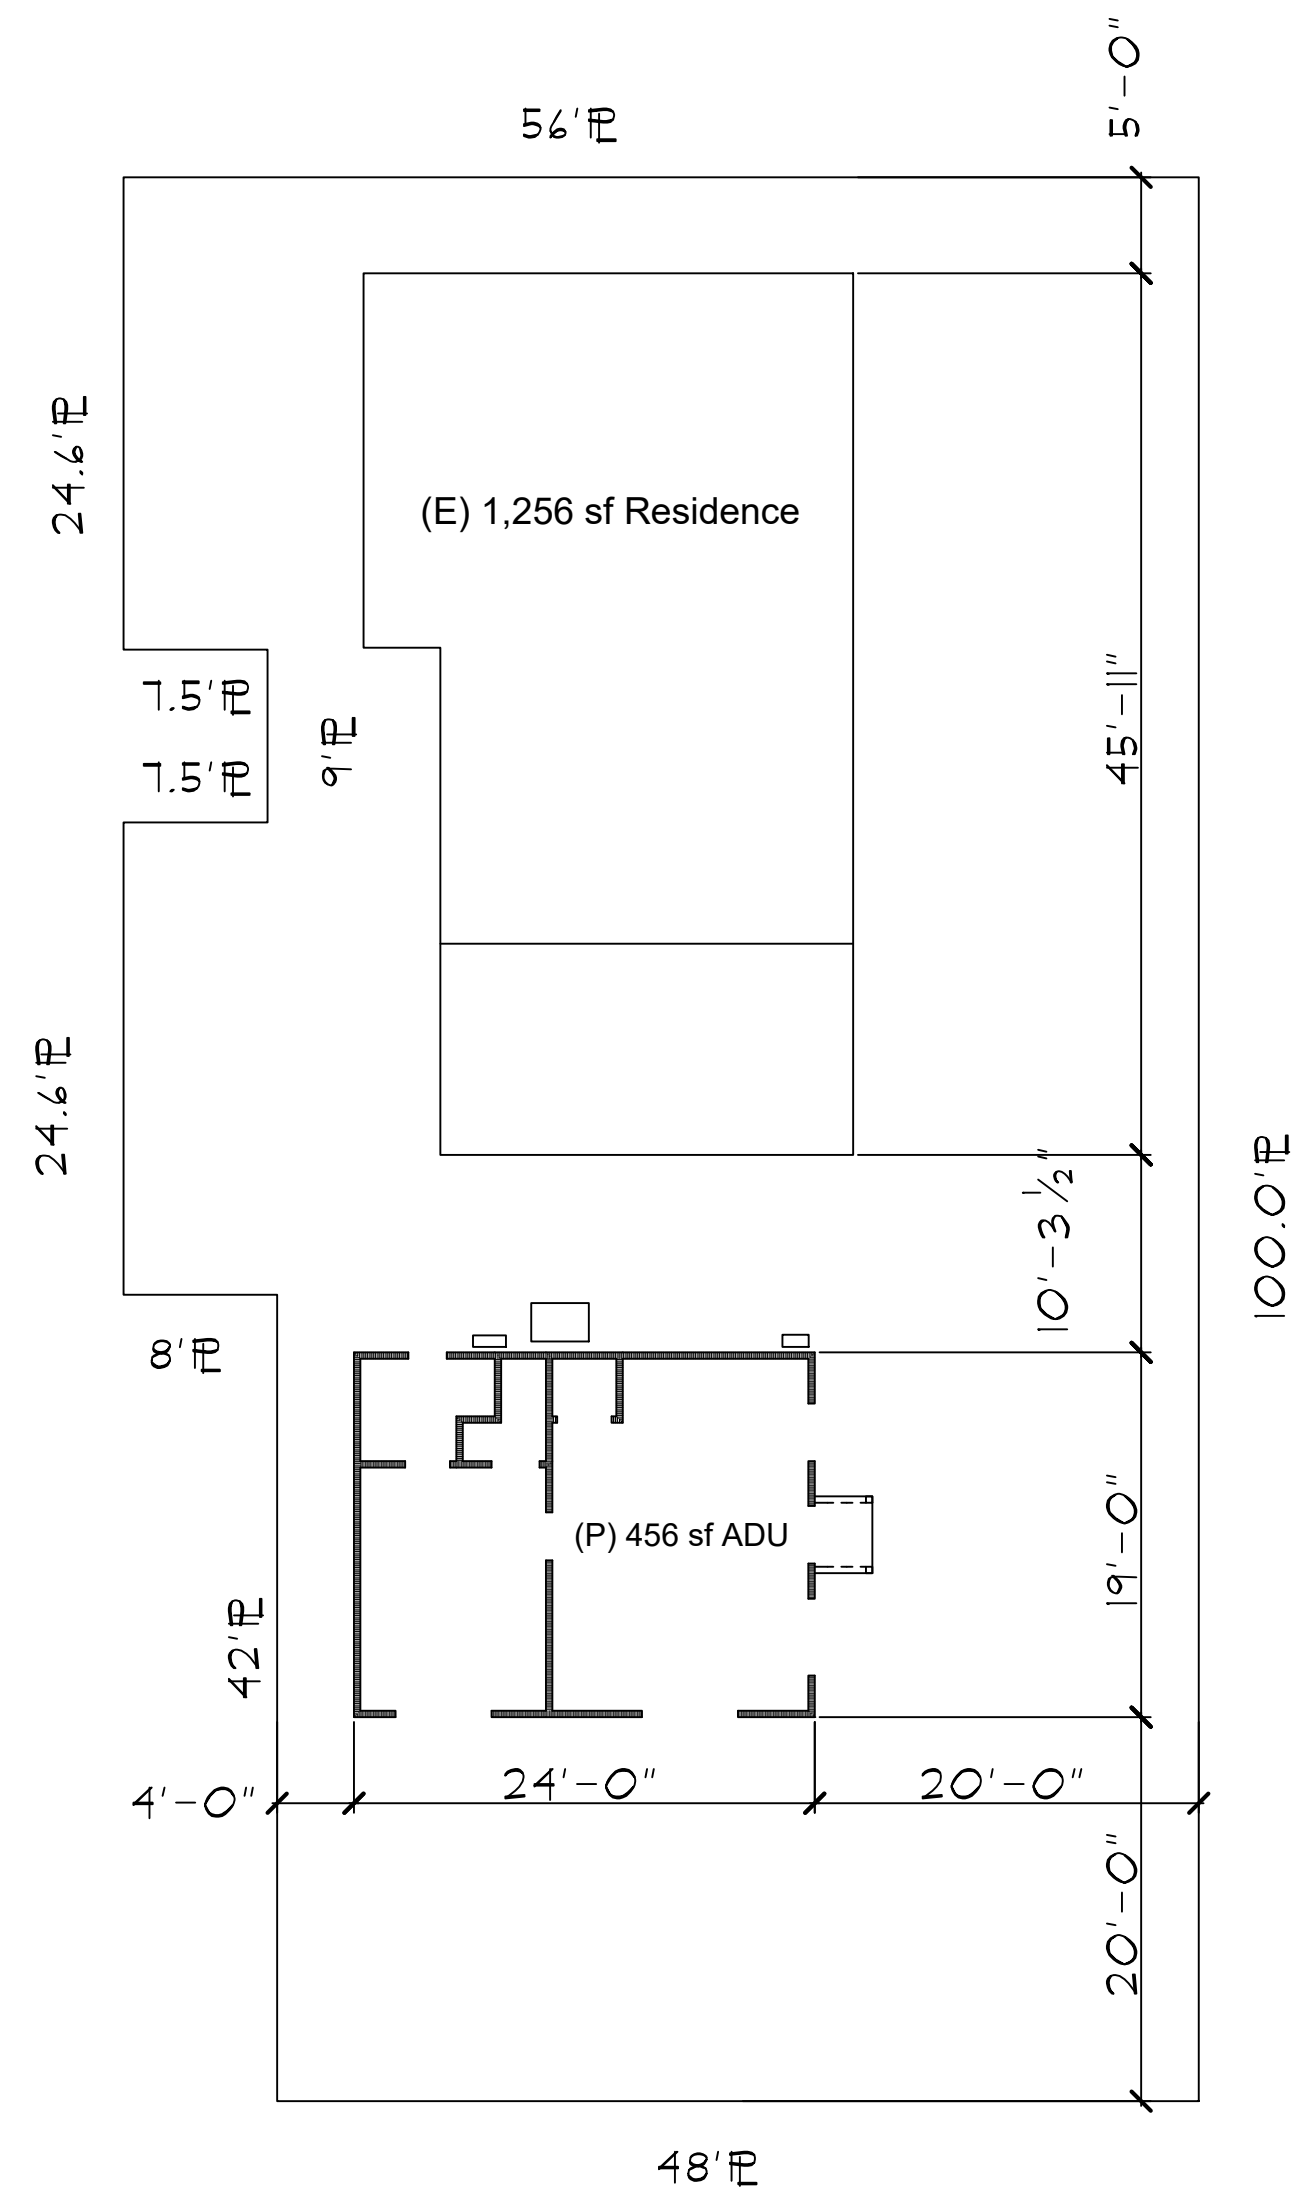 5'-0"
56'PL
24.6'PL
(E) 1,256 sf Residence
7.5'PL
9'PL
45'-11"
7.5'PL
24.6'PL
10'-3 1/2"
100.0'PL
8'PL
(P) 456 sf ADU
19'-0"
42'PL
4'-0"
24'-0"
20'-0"
20'-0"
48'PL